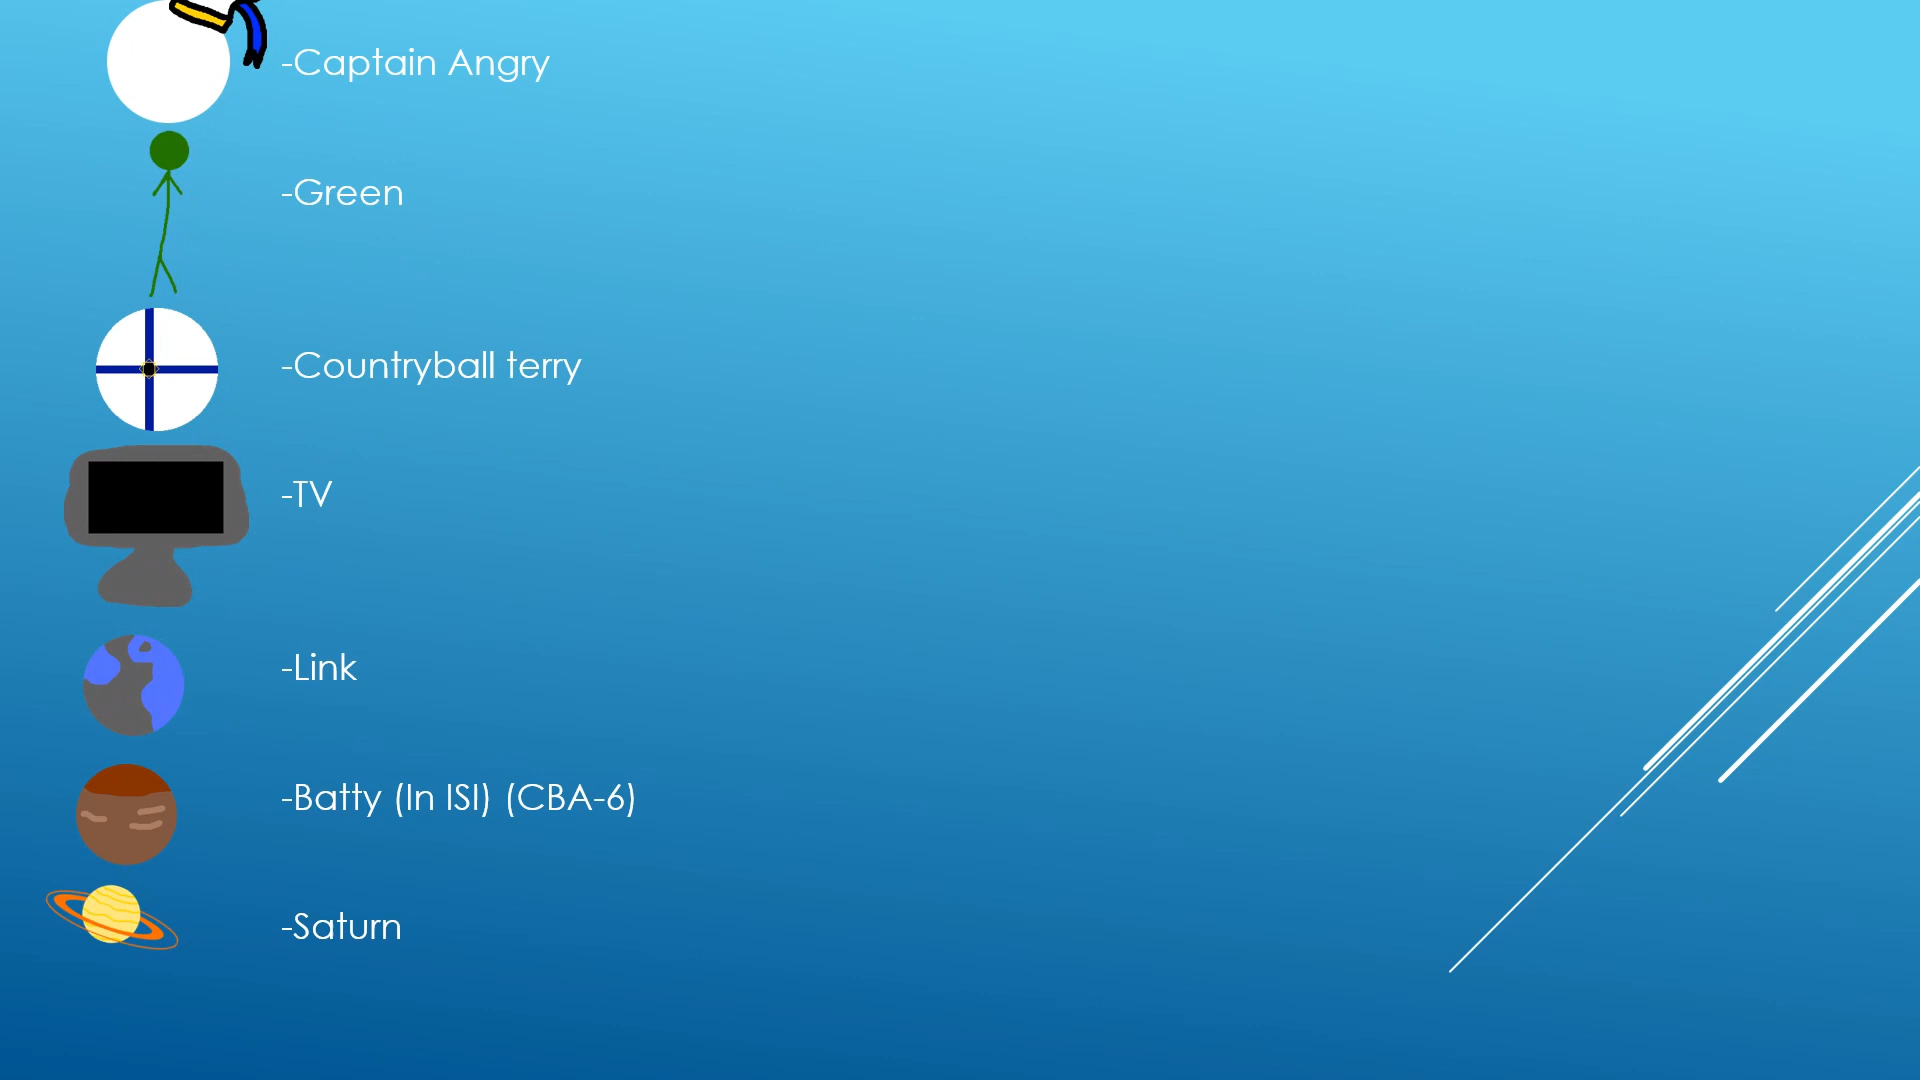 -Captain Angry
-Green
-Countryball terry
-TV
-Link
-Batty (In ISI) (CBA-6)
-Saturn